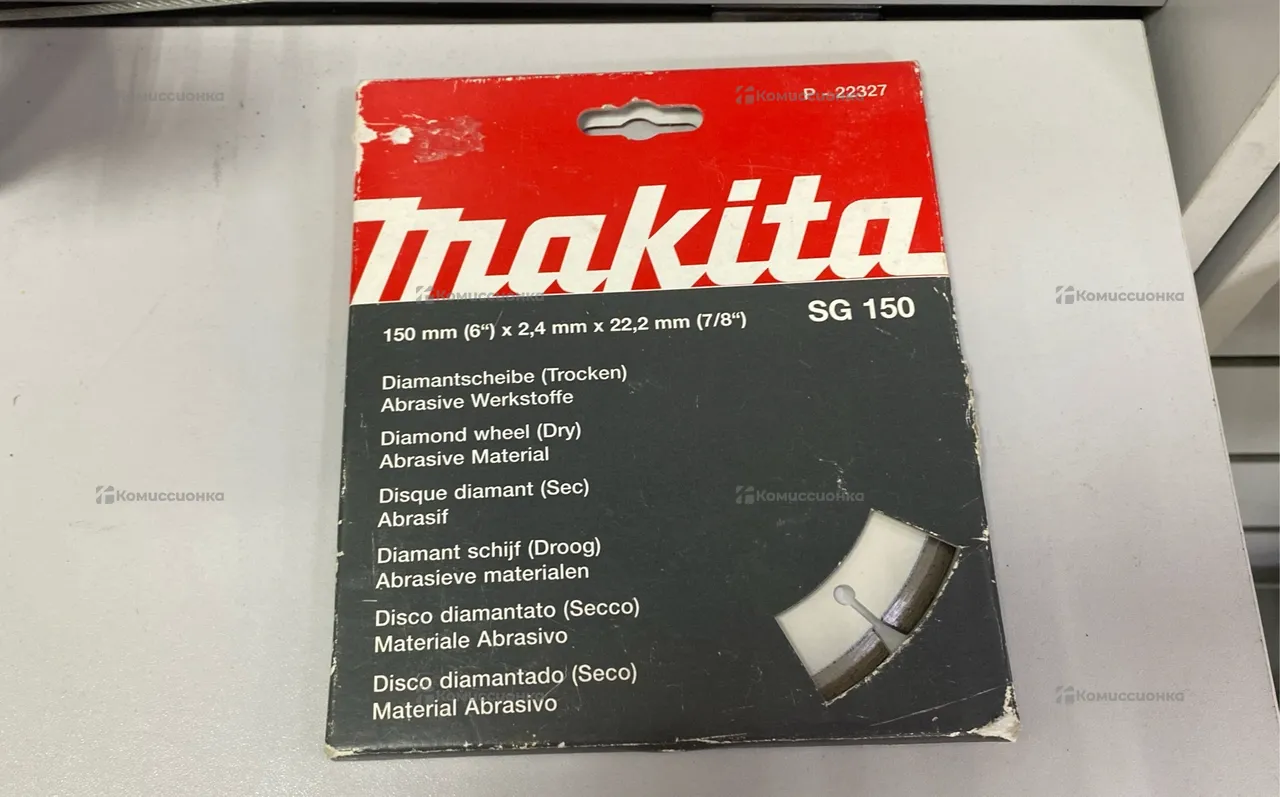 P - 22327
makita
150 mm (6“) x 2,4 mm x 22,2 mm (7/8“)
SG 150
Diamantscheibe (Trocken)
Abrasive Werkstoffe
Diamond wheel (Dry)
Abrasive Material
Disque diamant (Sec)
Abrasif
Diamant schijf (Droog)
Abrasieve materialen
Disco diamantato (Secco)
Materiale Abrasivo
Disco diamantado (Seco)
Material Abrasivo
Комиссионка
Комиссионка
Комиссионка
Комиссионка
Комиссионка
Комиссионка
Комиссионка
Комиссионка